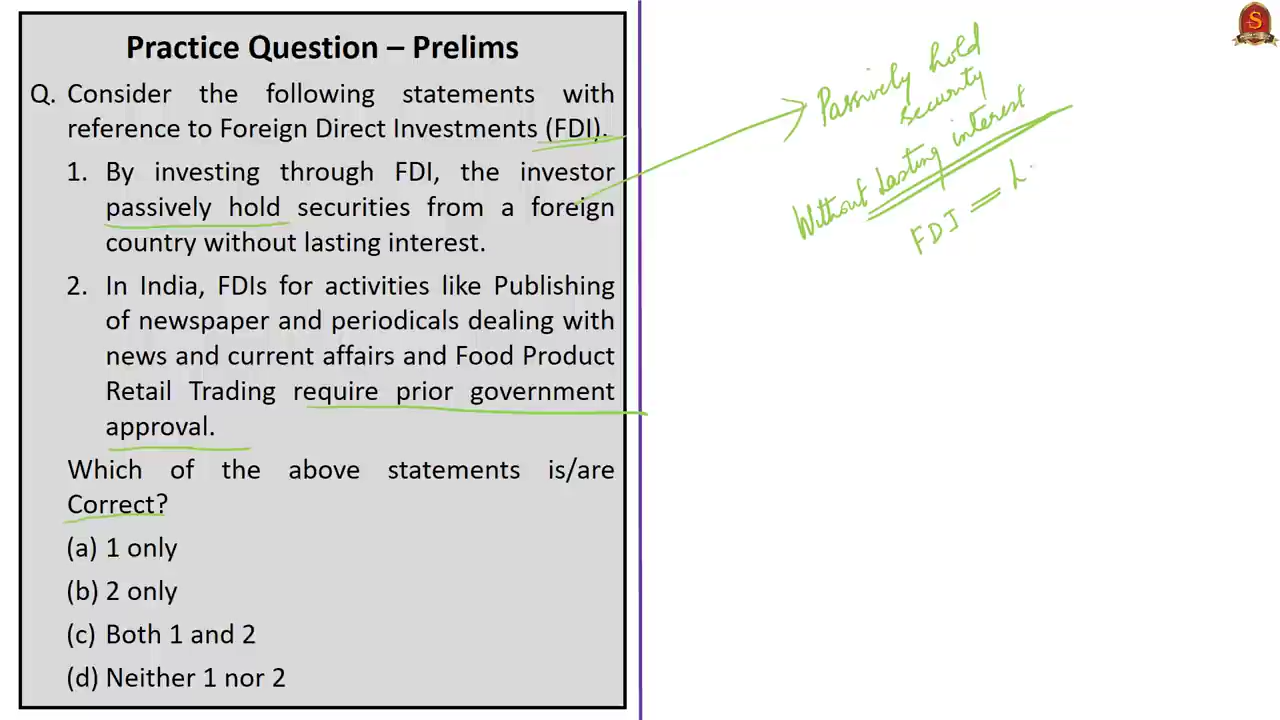 Practice Question – Prelims
Q. Consider the following statements with
reference to Foreign Direct Investments (FDI).
1. By investing through FDI, the investor
passively hold securities from a foreign
country without lasting interest.
2. In India, FDIs for activities like Publishing
of newspaper and periodicals dealing with
news and current affairs and Food Product
Retail Trading require prior government
approval.
Which of the above statements is/are
Correct?
(a) 1 only
(b) 2 only
(c) Both 1 and 2
(d) Neither 1 nor 2
Passively hold
security
Without Lasting interest
FDI = L
S